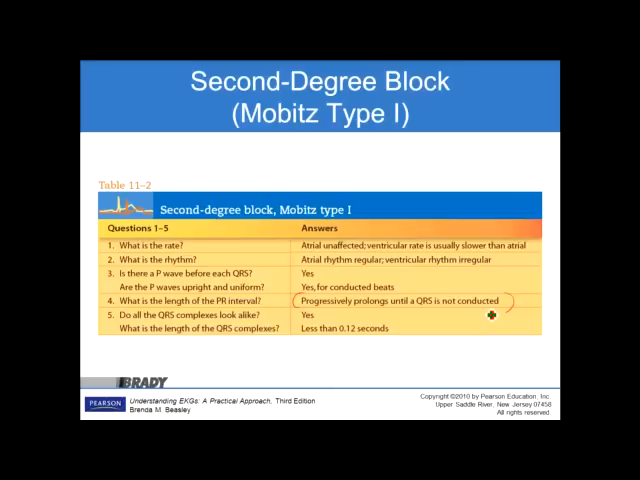 Second-Degree Block
(Mobitz Type I)
Table 11–2
Second-degree block, Mobitz type I
Questions 1–5 Answers
1. What is the rate? Atrial unaffected; ventricular rate is usually slower than atrial
2. What is the rhythm? Atrial rhythm regular; ventricular rhythm irregular
3. Is there a P wave before each QRS? Yes
Are the P waves upright and uniform? Yes, for conducted beats
4. What is the length of the PR interval? Progressively prolongs until a QRS is not conducted
5. Do all the QRS complexes look alike? Yes
What is the length of the QRS complexes? Less than 0.12 seconds
BRADY
PEARSON
Understanding EKGs: A Practical Approach, Third Edition
Brenda M. Beasley
Copyright ©2010 by Pearson Education, Inc.
Upper Saddle River, New Jersey 07458
All rights reserved.